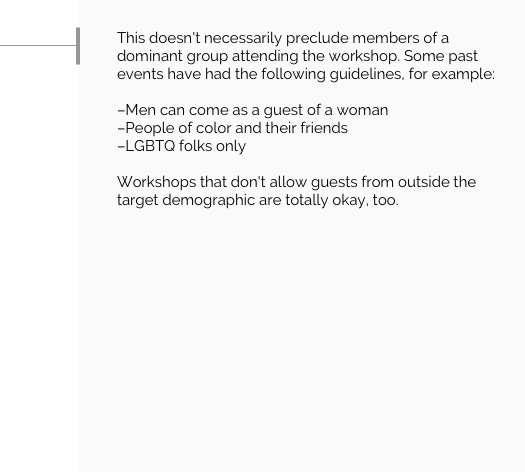 This doesn't necessarily preclude members of a
dominant group attending the workshop. Some past
events have had the following guidelines, for example:
–Men can come as a guest of a woman
–People of color and their friends
–LGBTQ folks only
Workshops that don't allow guests from outside the
target demographic are totally okay, too.